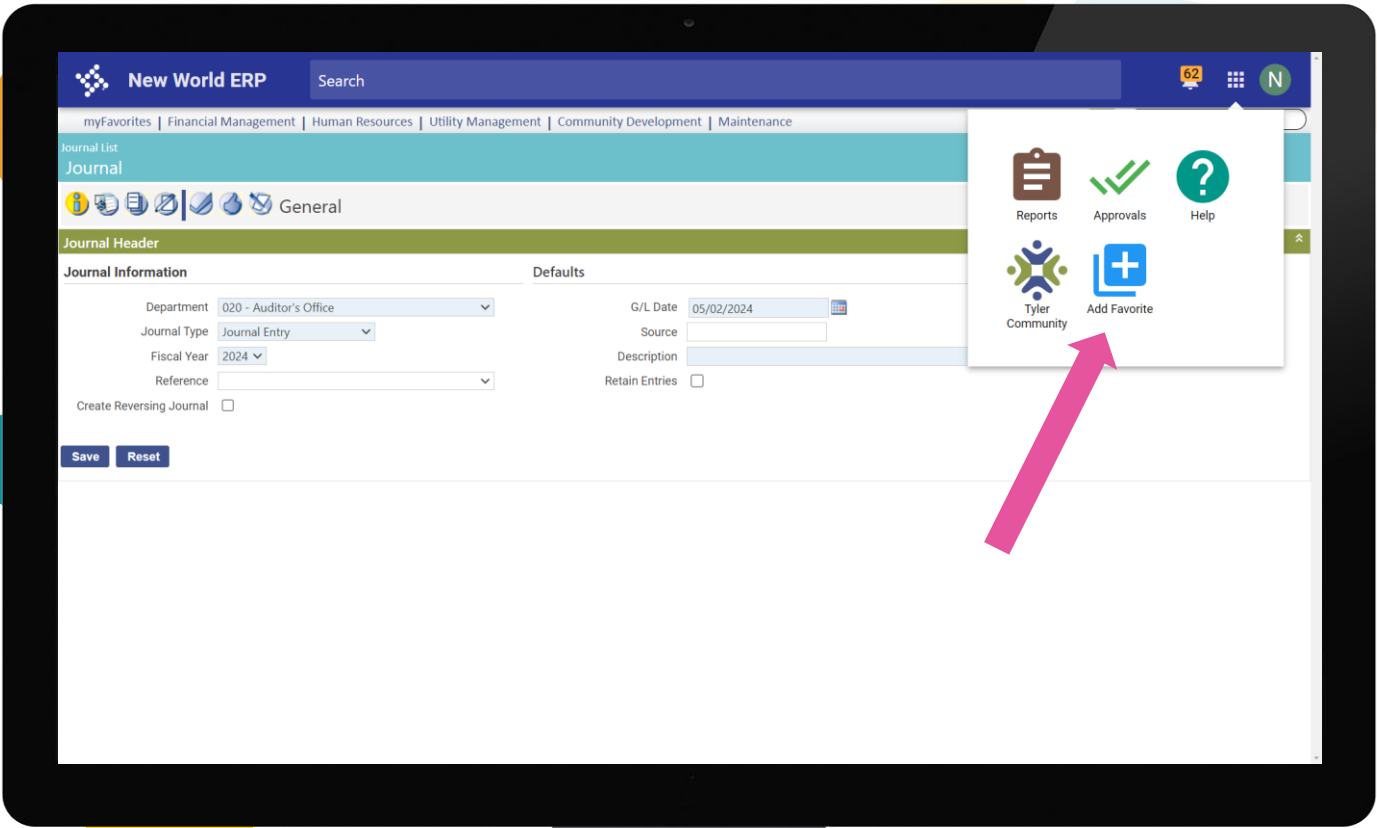 New World ERP
Search
62
N
myFavorites | Financial Management | Human Resources | Utility Management | Community Development | Maintenance
Journal List
Journal
General
Reports
Approvals
Help
Tyler
Community
Add Favorite
Journal Header
Journal Information
Defaults
Department 020 - Auditor's Office
G/L Date 05/02/2024
Journal Type Journal Entry
Source
Fiscal Year 2024
Description
Reference
Retain Entries
Create Reversing Journal
Save Reset